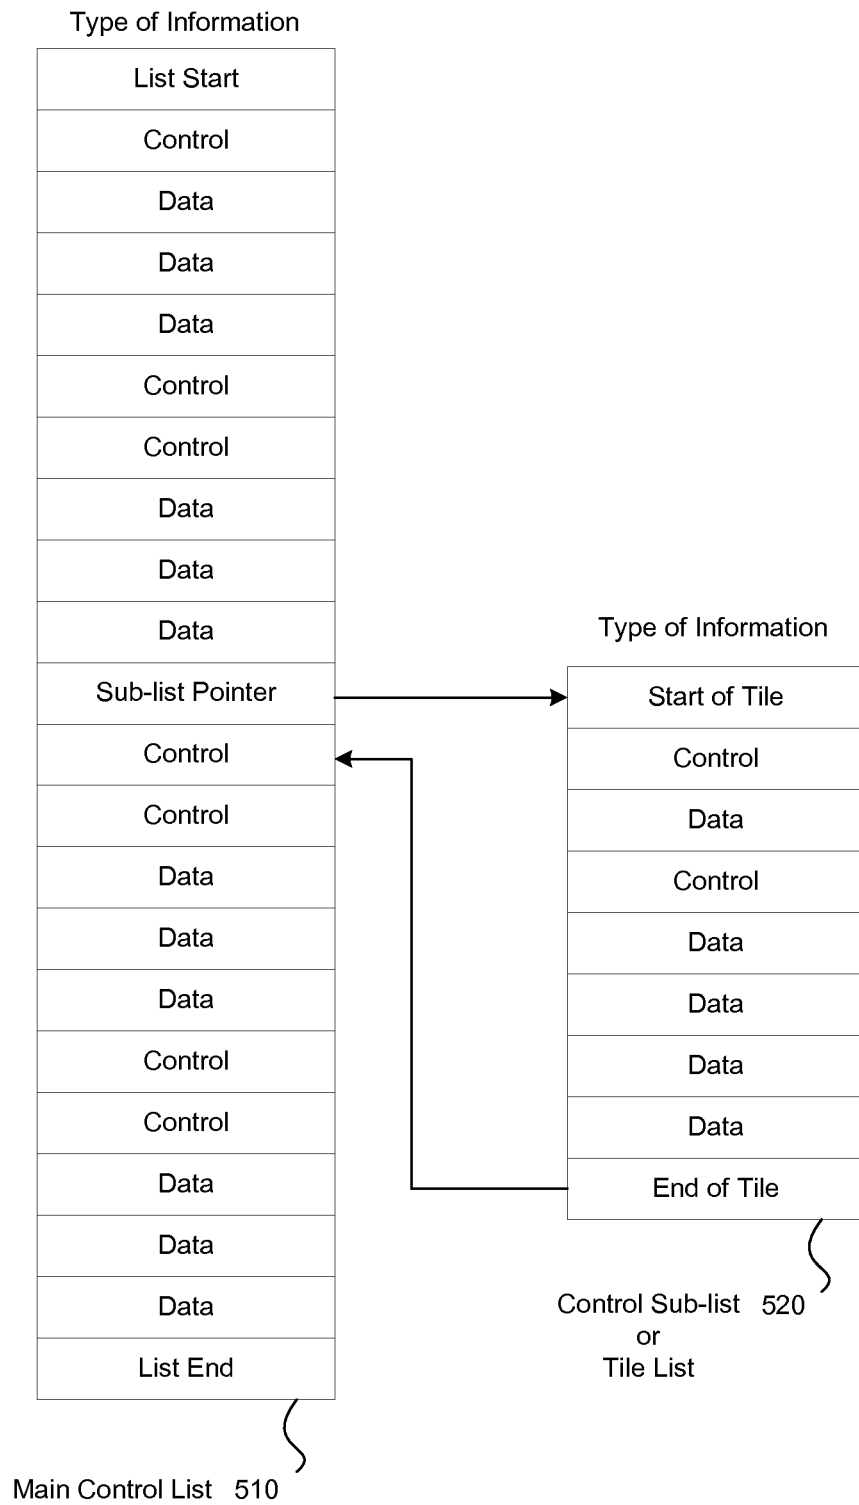 Type of Information
List Start
Control
Data
Data
Data
Control
Control
Data
Data
Data
Sub-list Pointer
Control
Control
Data
Data
Data
Control
Control
Data
Data
Data
List End
Main Control List 510
Type of Information
Start of Tile
Control
Data
Control
Data
Data
Data
Data
End of Tile
Control Sub-list 520
or
Tile List